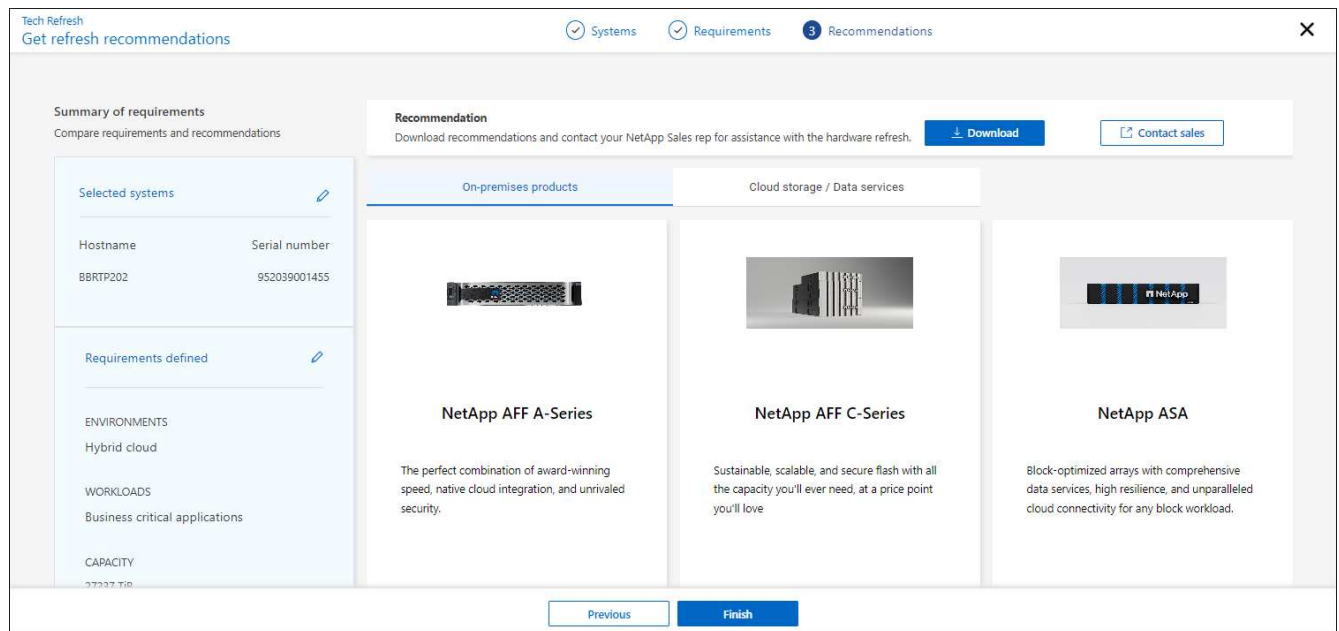 Tech Refresh
Get refresh recommendations
Systems
Requirements
3 Recommendations
Summary of requirements
Compare requirements and recommendations
Selected systems
Hostname Serial number
BBRTP202 952039001455
Requirements defined
ENVIRONMENTS
Hybrid cloud
WORKLOADS
Business critical applications
CAPACITY
27237 TiB
Recommendation
Download recommendations and contact your NetApp Sales rep for assistance with the hardware refresh.
Download
Contact sales
On-premises products
Cloud storage / Data services
NetApp AFF A-Series
The perfect combination of award-winning
speed, native cloud integration, and unrivaled
security.
NetApp AFF C-Series
Sustainable, scalable, and secure flash with all
the capacity you'll ever need, at a price point
you'll love
NetApp
NetApp ASA
Block-optimized arrays with comprehensive
data services, high resilience, and unparalleled
cloud connectivity for any block workload.
Previous
Finish